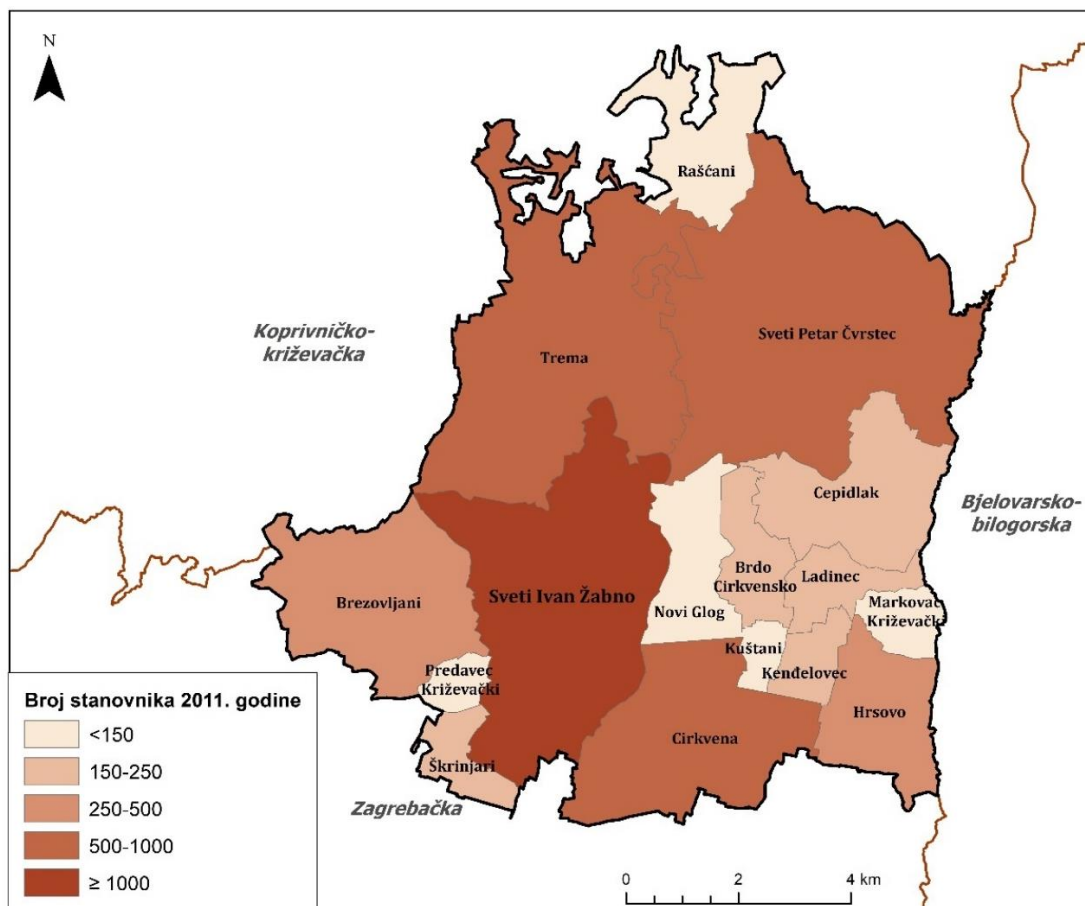 N
Rašćani
Koprivničko-
križevačka
Trema
Sveti Petar Čvrstec
Cepidlak
Bjelovarsko-
bilogorska
Brdo
Cirkvensko
Ladinec
Brezovljani
Sveti Ivan Žabno
Novi Glog
Markovac
Križevački
Kuštani
Predavec
Križevački
Kenđelovec
Hrsovo
Cirkvena
Škrinjari
Zagrebačka
Broj stanovnika 2011. godine
<150
150-250
250-500
500-1000
≥ 1000
0 2 4 km